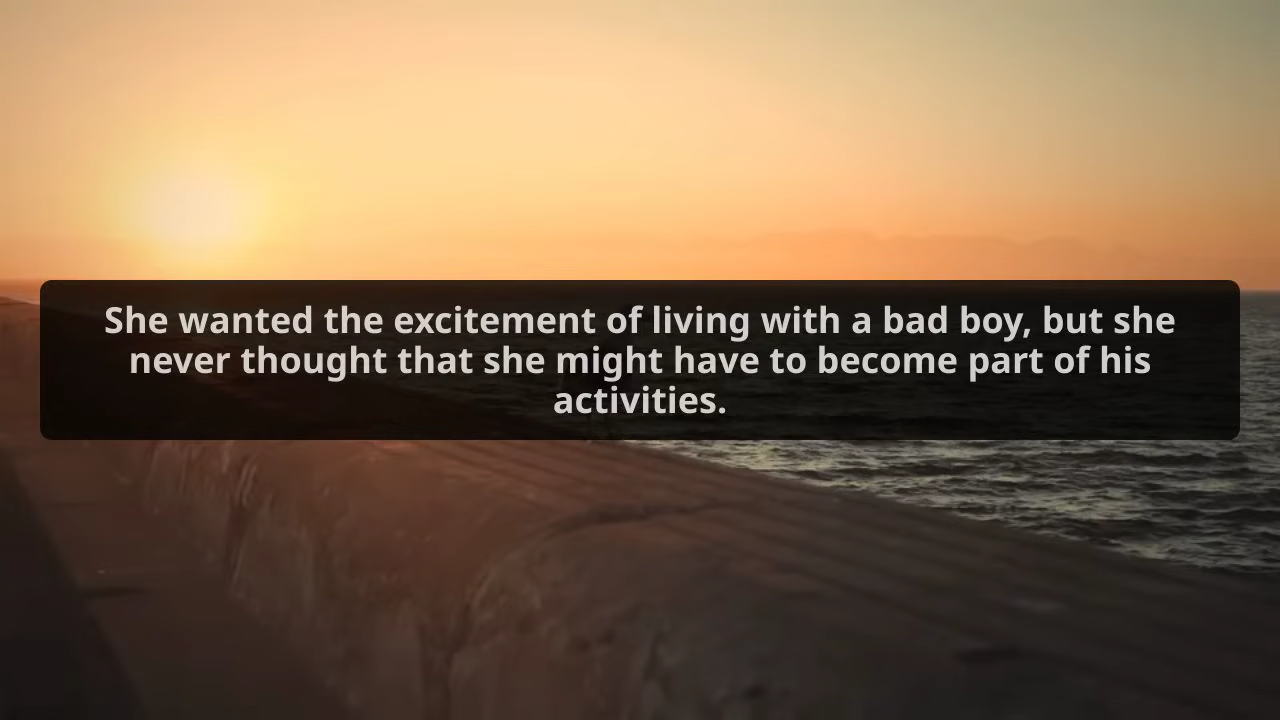 She wanted the excitement of living with a bad boy, but she
never thought that she might have to become part of his
activities.